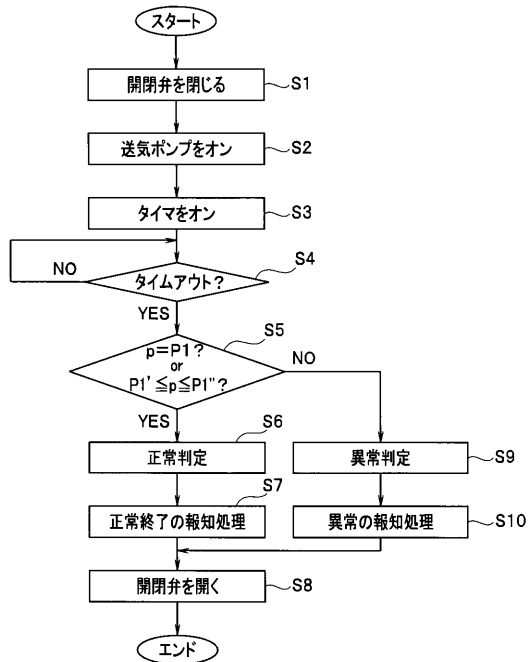 スタート
開閉弁を閉じる
S1
送気ポンプをオン
S2
タイマをオン
S3
タイムアウト?
S4
NO
YES
p=P1?
or
P1'≦p≦P1"?
S5
NO
YES
正常判定
S6
異常判定
S9
正常終了の報知処理
S7
異常の報知処理
S10
開閉弁を開く
S8
エンド